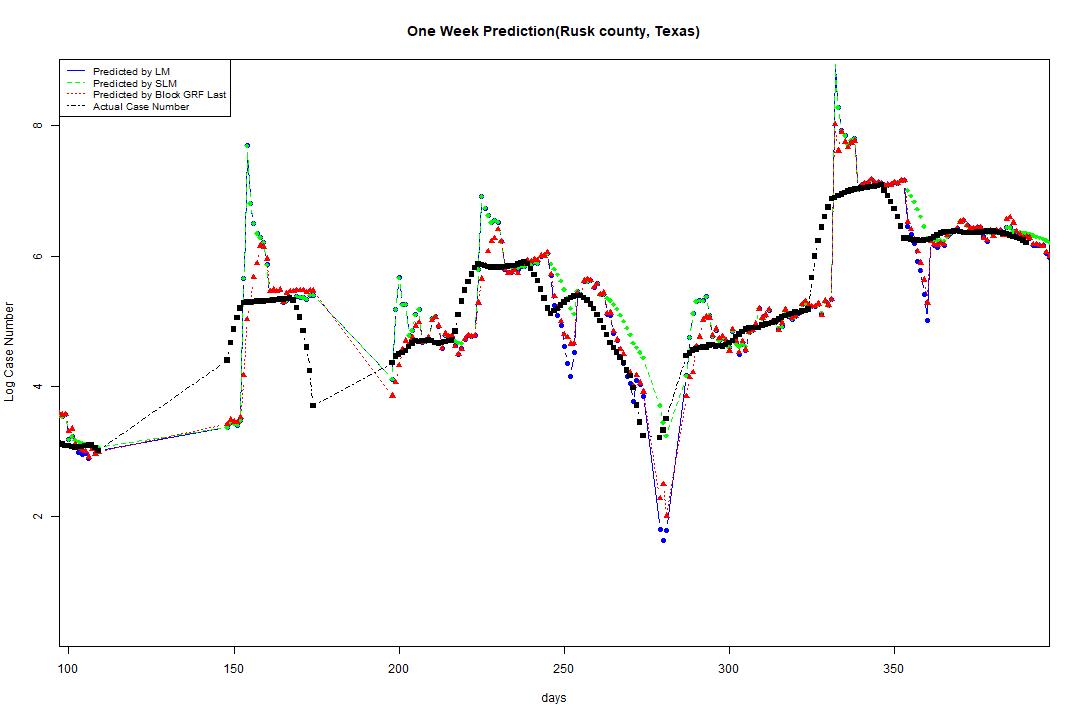 One Week Prediction(Rusk county, Texas)
Predicted by LM
Predicted by SLM
Predicted by Block GRF Last
Actual Case Number
8
6
4
2
Log Case Number
100 150 200 250 300 350
days